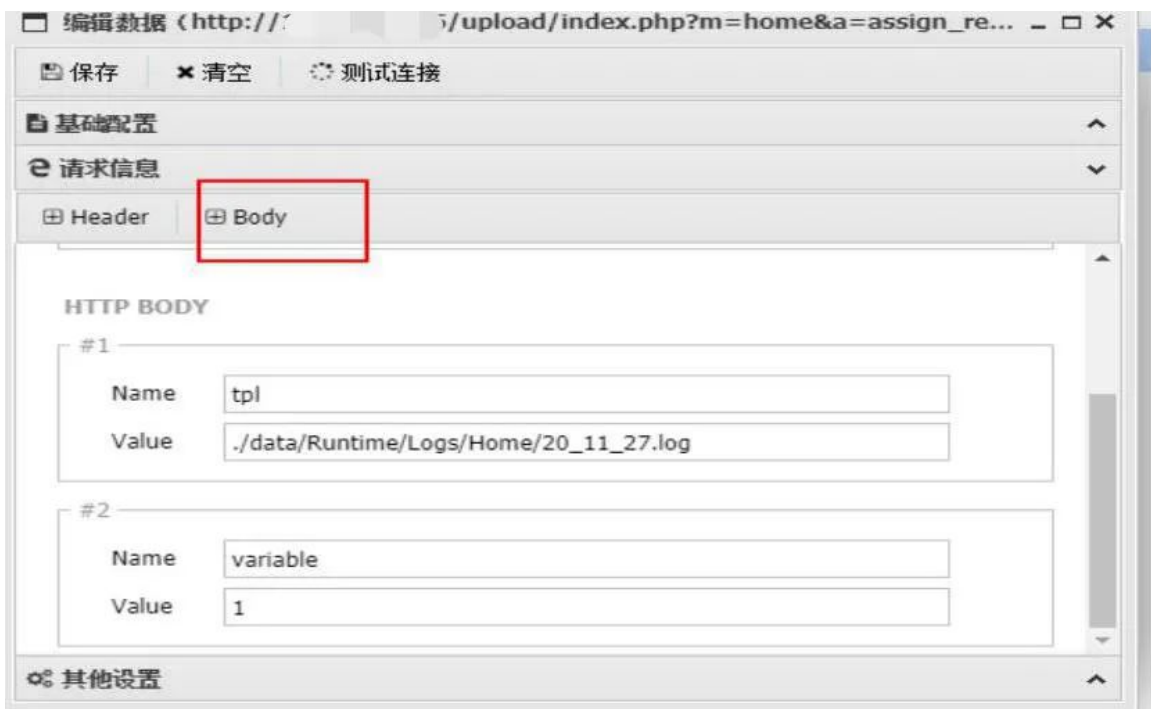 编辑数据（http:// /upload/index.php?m=home&a=assign_re...
保存 清空 测试连接
基础配置
请求信息
Header Body
HTTP BODY
#1
Name tpl
Value ./data/Runtime/Logs/Home/20_11_27.log
#2
Name variable
Value 1
其他设置